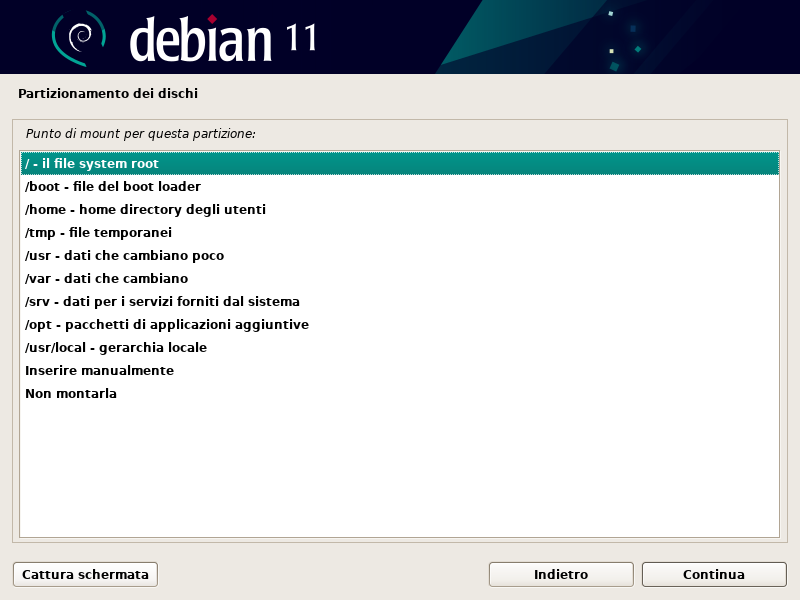 debian 11
Partizionamento dei dischi
Punto di mount per questa partizione:
/ - il file system root
/boot - file del boot loader
/home - home directory degli utenti
/tmp - file temporanei
/usr - dati che cambiano poco
/var - dati che cambiano
/srv - dati per i servizi forniti dal sistema
/opt - pacchetti di applicazioni aggiuntive
/usr/local - gerarchia locale
Inserire manualmente
Non montarla
Cattura schermata
Indietro
Continua